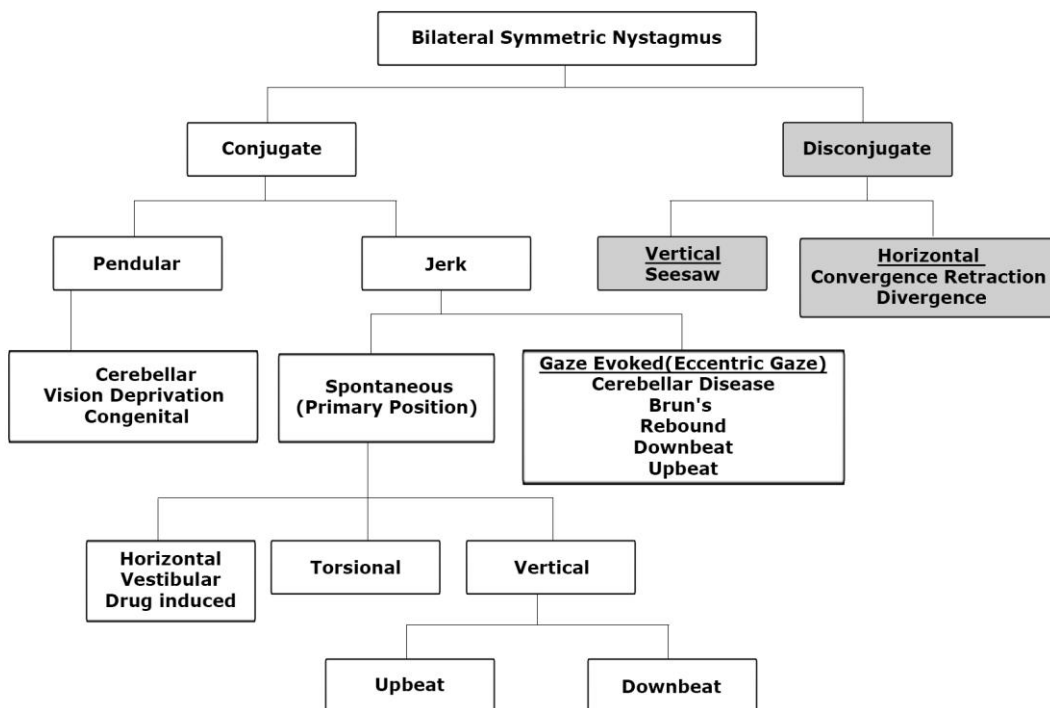 Bilateral Symmetric Nystagmus
Conjugate
Disconjugate
Pendular
Jerk
Vertical
Seesaw
Horizontal
Convergence Retraction
Divergence
Cerebellar
Vision Deprivation
Congenital
Spontaneous
(Primary Position)
Gaze Evoked(Eccentric Gaze)
Cerebellar Disease
Brun's
Rebound
Downbeat
Upbeat
Horizontal
Vestibular
Drug induced
Torsional
Vertical
Upbeat
Downbeat